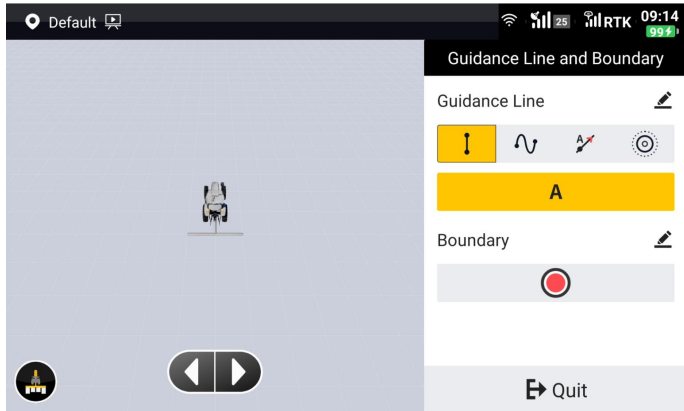 Default
25
RTK
09:14
99
Guidance Line and Boundary
Guidance Line
A
A
Boundary
Quit